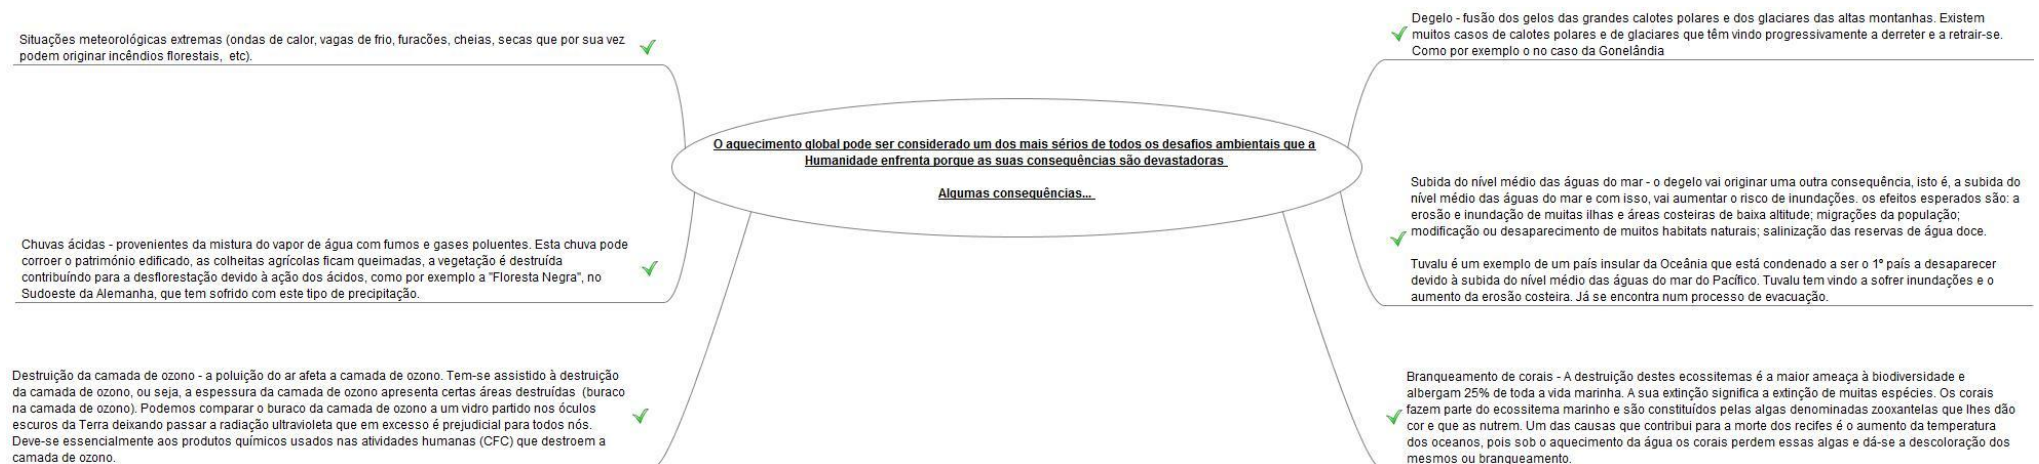 Situações meteorológicas extremas (ondas de calor, vagas de frio, furacões, cheias, secas que por sua vez
podem originar incêndios florestais,  etc).
Degelo - fusão dos gelos das grandes calotes polares e dos glaciares das altas montanhas. Existem
muitos casos de calotes polares e de glaciares que têm vindo progressivamente a derreter e a retrair-se.
Como por exemplo o no caso da Gonelândia
O aquecimento global pode ser considerado um dos mais sérios de todos os desafios ambientais que a
Humanidade enfrenta porque as suas consequências são devastadoras
Algumas consequências...
Chuvas ácidas - provenientes da mistura do vapor de água com fumos e gases poluentes. Esta chuva pode
corroer o património edificado, as colheitas agrícolas ficam queimadas, a vegetação é destruída
contribuíndo para a desflorestação devido à ação dos ácidos, como por exemplo a "Floresta Negra", no
Sudoeste da Alemanha, que tem sofrido com este tipo de precipitação.
Subida do nível médio das águas do mar - o degelo vai originar uma outra consequência, isto é, a subida do
nível médio das águas do mar e com isso, vai aumentar o risco de inundações. os efeitos esperados são: a
erosão e inundação de muitas ilhas e áreas costeiras de baixa altitude; migrações da população;
modificação ou desaparecimento de muitos habitats naturais; salinização das reservas de água doce.
Tuvalu é um exemplo de um país insular da Oceânia que está condenado a ser o 1º país a desaparecer
devido à subida do nível médio das águas do mar do Pacífico. Tuvalu tem vindo a sofrer inundações e o
aumento da erosão costeira. Já se encontra num processo de evacuação.
Destruição da camada de ozono - a poluição do ar afeta a camada de ozono. Tem-se assistido à destruição
da camada de ozono, ou seja, a espessura da camada de ozono apresenta certas áreas destruídas  (buraco
na camada de ozono). Podemos comparar o buraco da camada de ozono a um vidro partido nos óculos
escuros da Terra deixando passar a radiação ultravioleta que em excesso é prejudicial para todos nós.
Deve-se essencialmente aos produtos químicos usados nas atividades humanas (CFC) que destroem a
camada de ozono.
Branqueamento de corais - A destruição destes ecossitemas é a maior ameaça à biodiversidade e
albergam 25% de toda a vida marinha. A sua extinção significa a extinção de muitas espécies. Os corais
fazem parte do ecossitema marinho e são constituídos pelas algas denominadas zooxantelas que lhes dão
cor e que as nutrem. Um das causas que contribui para a morte dos recifes é o aumento da temperatura
dos oceanos, pois sob o aquecimento da água os corais perdem essas algas e dá-se a descoloração dos
mesmos ou branqueamento.